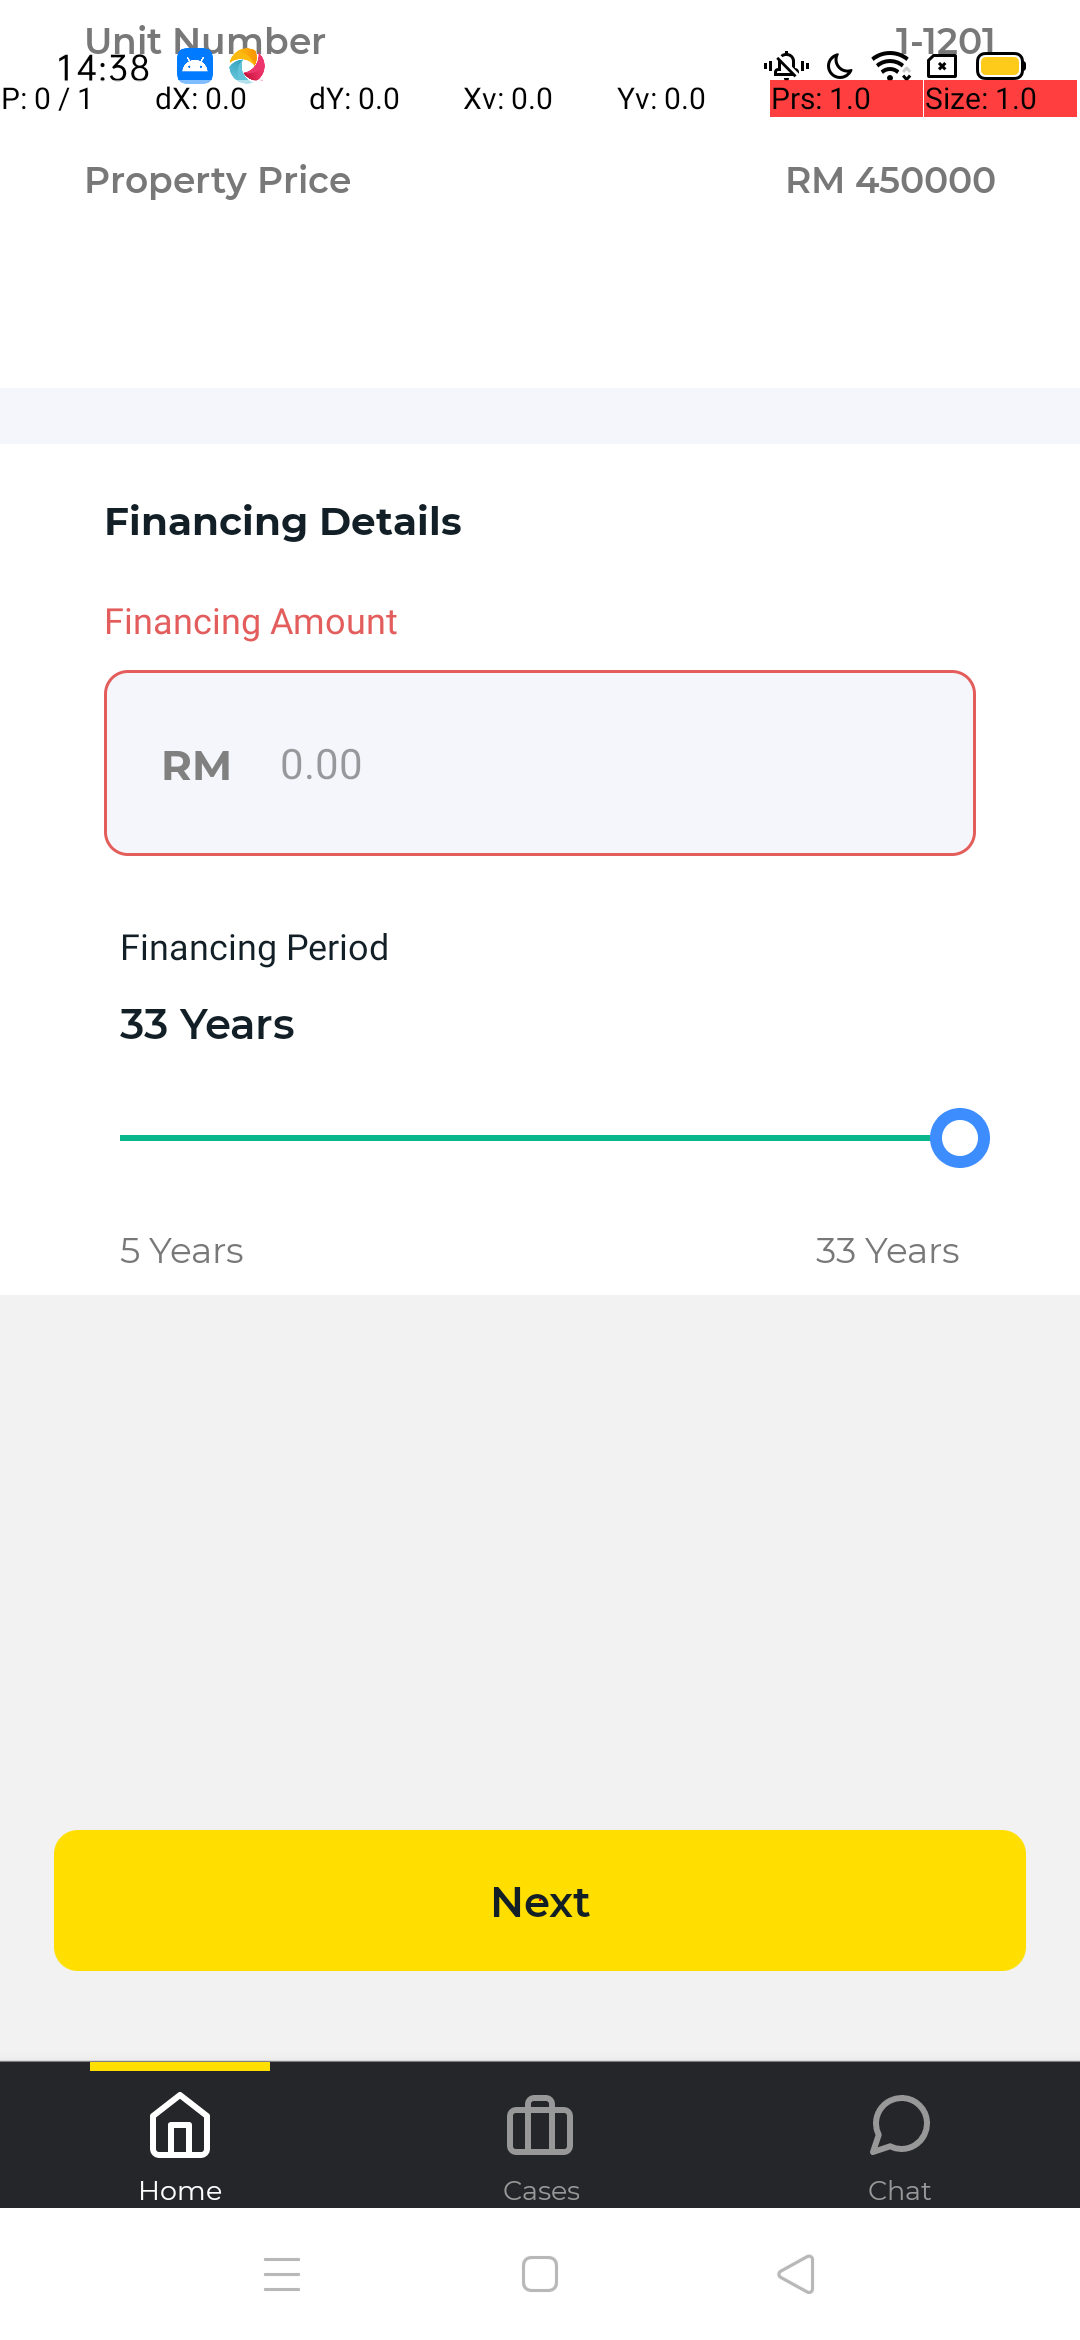 Unit Number 1-1201
14:38
P: 0 / 1 dX: 0.0 dY: 0.0 Xv: 0.0 Yv: 0.0 Prs: 1.0 Size: 1.0
Property Price RM 450000
Financing Details
Financing Amount
RM 0.00
Financing Period
33 Years
5 Years 33 Years
Next
Home Cases Chat